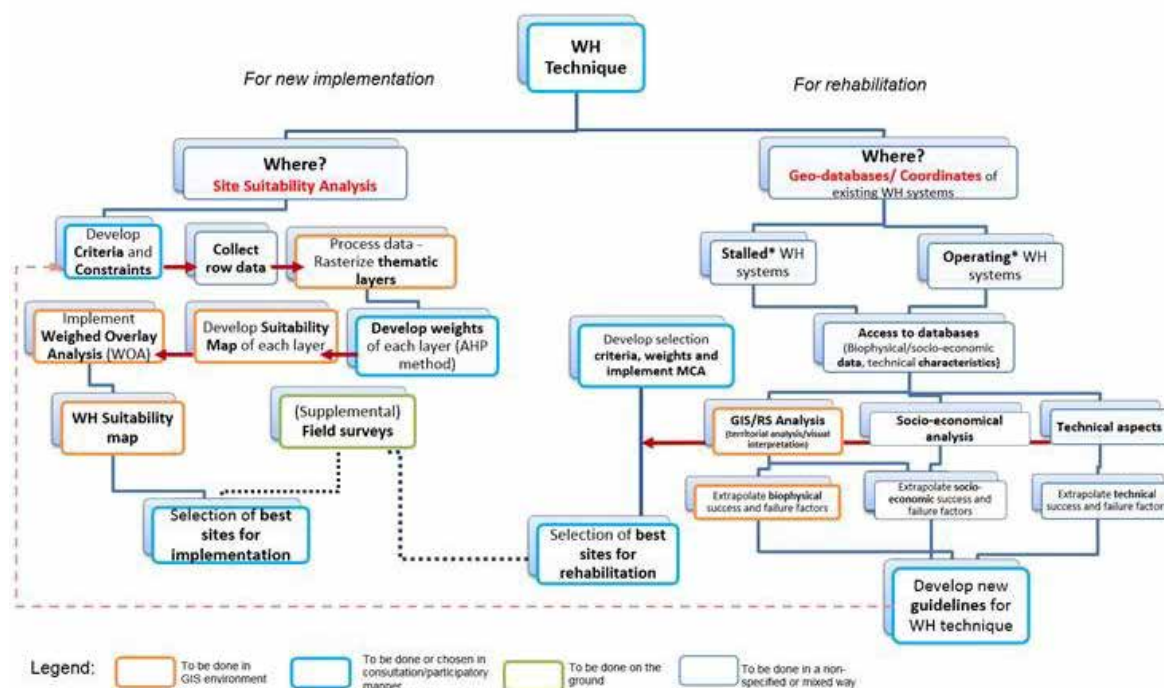 WH
Technique
For new implementation
For rehabilitation
Where?
Site Suitability Analysis
Where?
Geo-databases/ Coordinates of
existing WH systems
Develop
Criteria and
Constraints
Collect
row data
Process data -
Rasterize thematic
layers
Stalled* WH
systems
Operating* WH
systems
Implement
Weighed Overlay
Analysis (WOA)
Develop Suitability
Map of each layer
Develop weights
of each layer (AHP
method)
Develop selection
criteria, weights and
implement MCA
Access to databases
(Biophysical/socio-economic
data, technical characteristics)
WH Suitability
map
(Supplemental)
Field surveys
GIS/RS Analysis
(territorial analysis/visual
interpretation)
Socio-economical
analysis
Technical aspects
Extrapolate biophysical
success and failure factors
Extrapolate socio-
economic success and
failure factors
Extrapolate technical
success and failure factors
Selection of best sites for
implementation
Selection of best
sites for
rehabilitation
Develop new
guidelines for
WH technique
Legend:
To be done in
GIS environment
To be done or chosen in
consultation/participatory
manner
To be done on the
ground
To be done in a non-
specified or mixed way